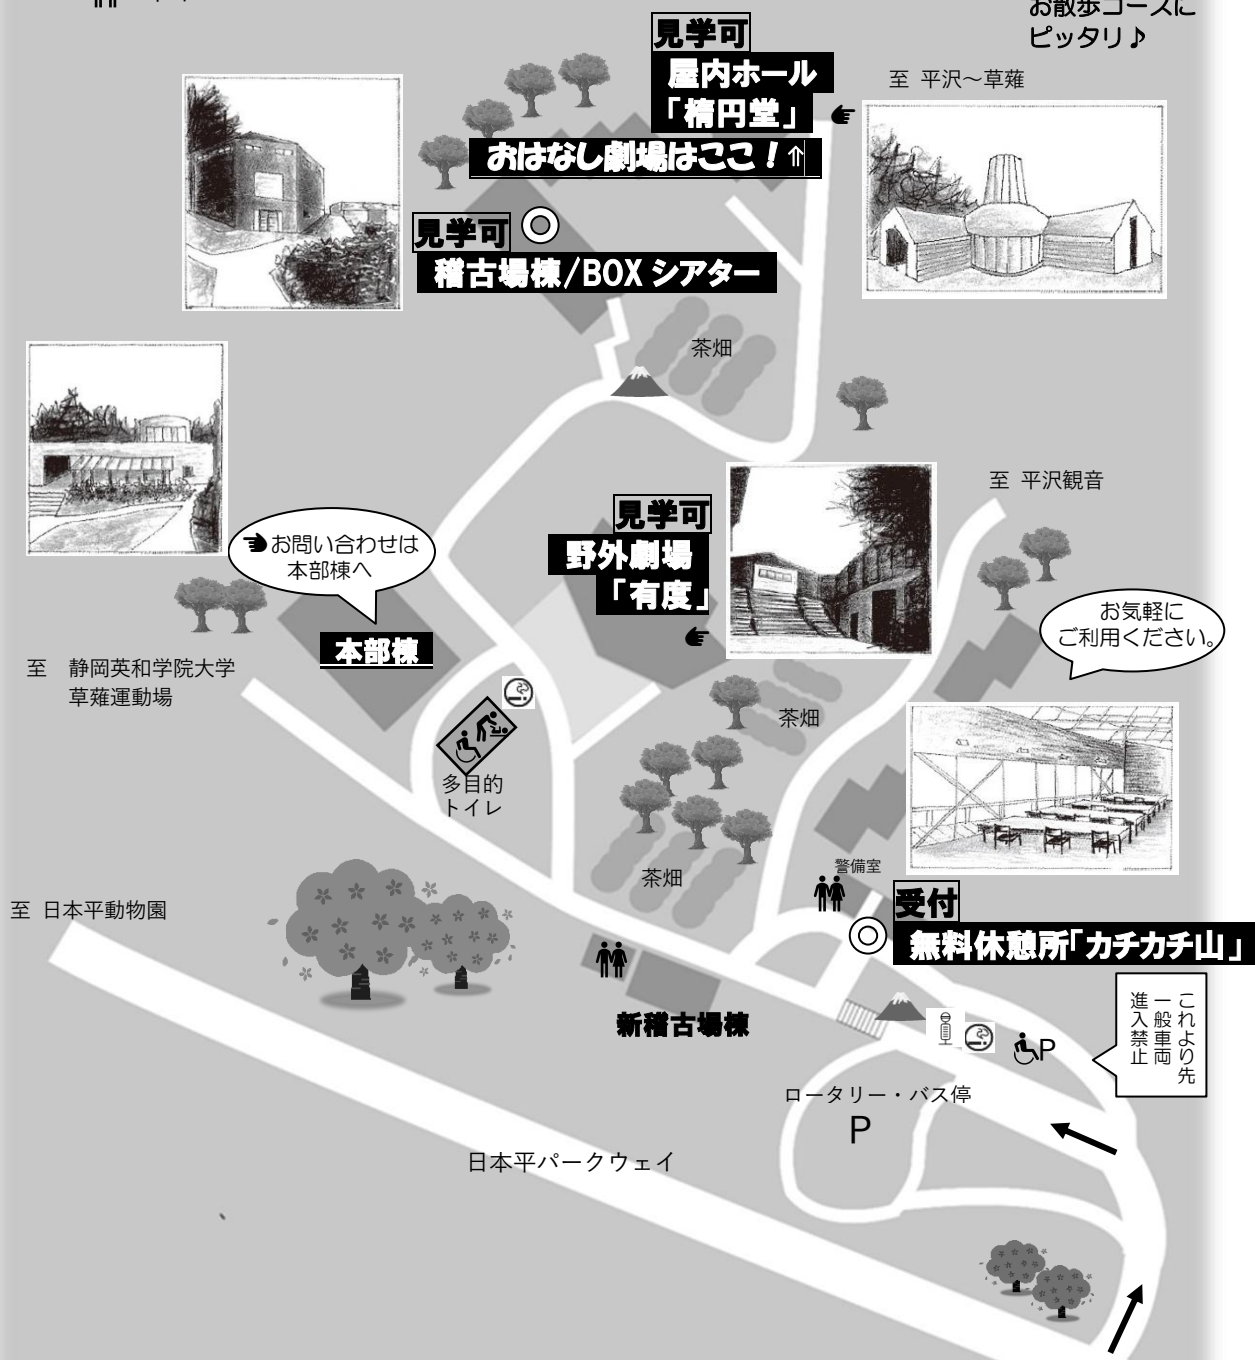 お散歩コースに
ピッタリ♪
見学可
屋内ホール
「楕円堂」
おはなし劇場はここ！⇑
至 平沢～草薙
見学可
稽古場棟/BOX シアター
茶畑
至 平沢観音
見学可
野外劇場
「有度」
お問い合わせは
本部棟へ
本部棟
お気軽に
ご利用ください。
至 静岡英和学院大学
草薙運動場
茶畑
多目的
トイレ
茶畑
警備室
受付
無料休憩所「カチカチ山」
至 日本平動物園
新稽古場棟
これより先
一般車両
進入禁止
P
ロータリー・バス停
P
日本平パークウェイ